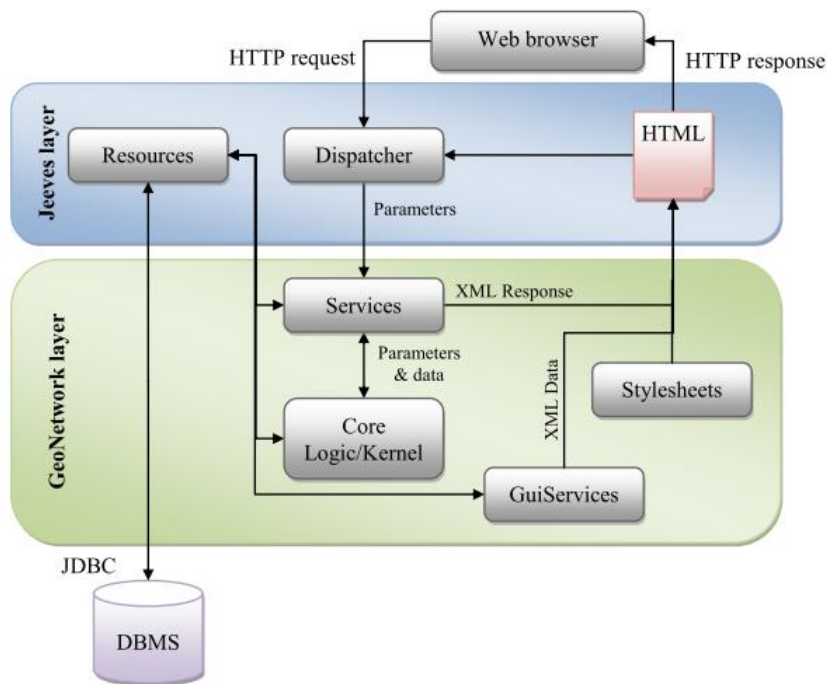 Web browser
HTTP request
HTTP response
Jeeves layer
Resources
Dispatcher
HTML
Parameters
GeoNetwork layer
Services
XML Response
Parameters
& data
XML Data
Stylesheets
Core
Logic/Kernel
GuiServices
JDBC
DBMS